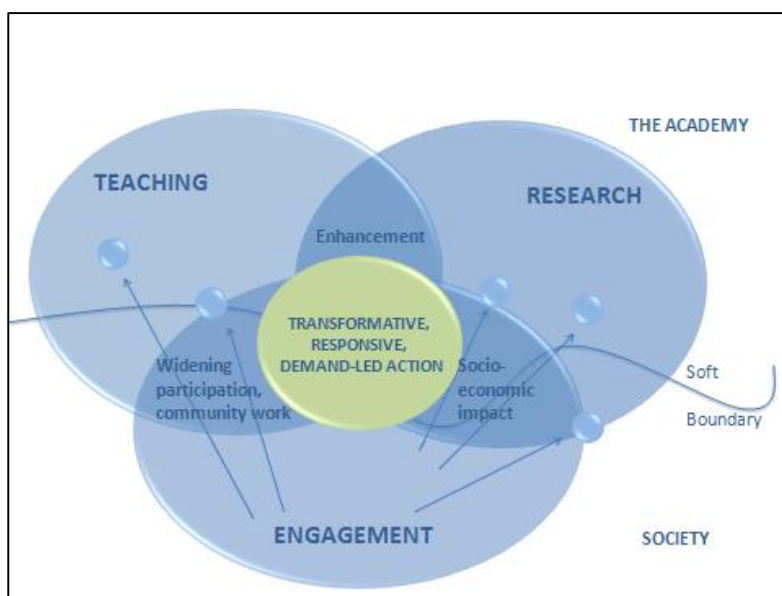 THE ACADEMY
TEACHING
RESEARCH
Enhancement
TRANSFORMATIVE,
RESPONSIVE,
DEMAND-LED ACTION
Widening
participation,
community work
Socio-
economic
impact
Soft
Boundary
ENGAGEMENT
SOCIETY